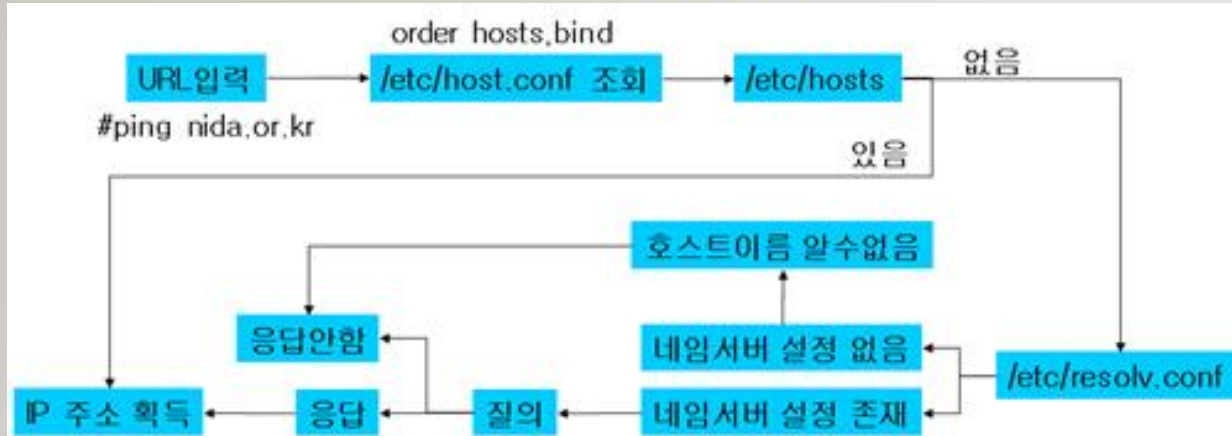 order hosts,bind
URL입력
/etc/host.conf 조회
/etc/hosts
없음
#ping nida.or.kr
있음
호스트이름 알수없음
응답안함
네임서버 설정 없음
/etc/resolv.conf
IP 주소 획득
응답
질의
네임서버 설정 존재